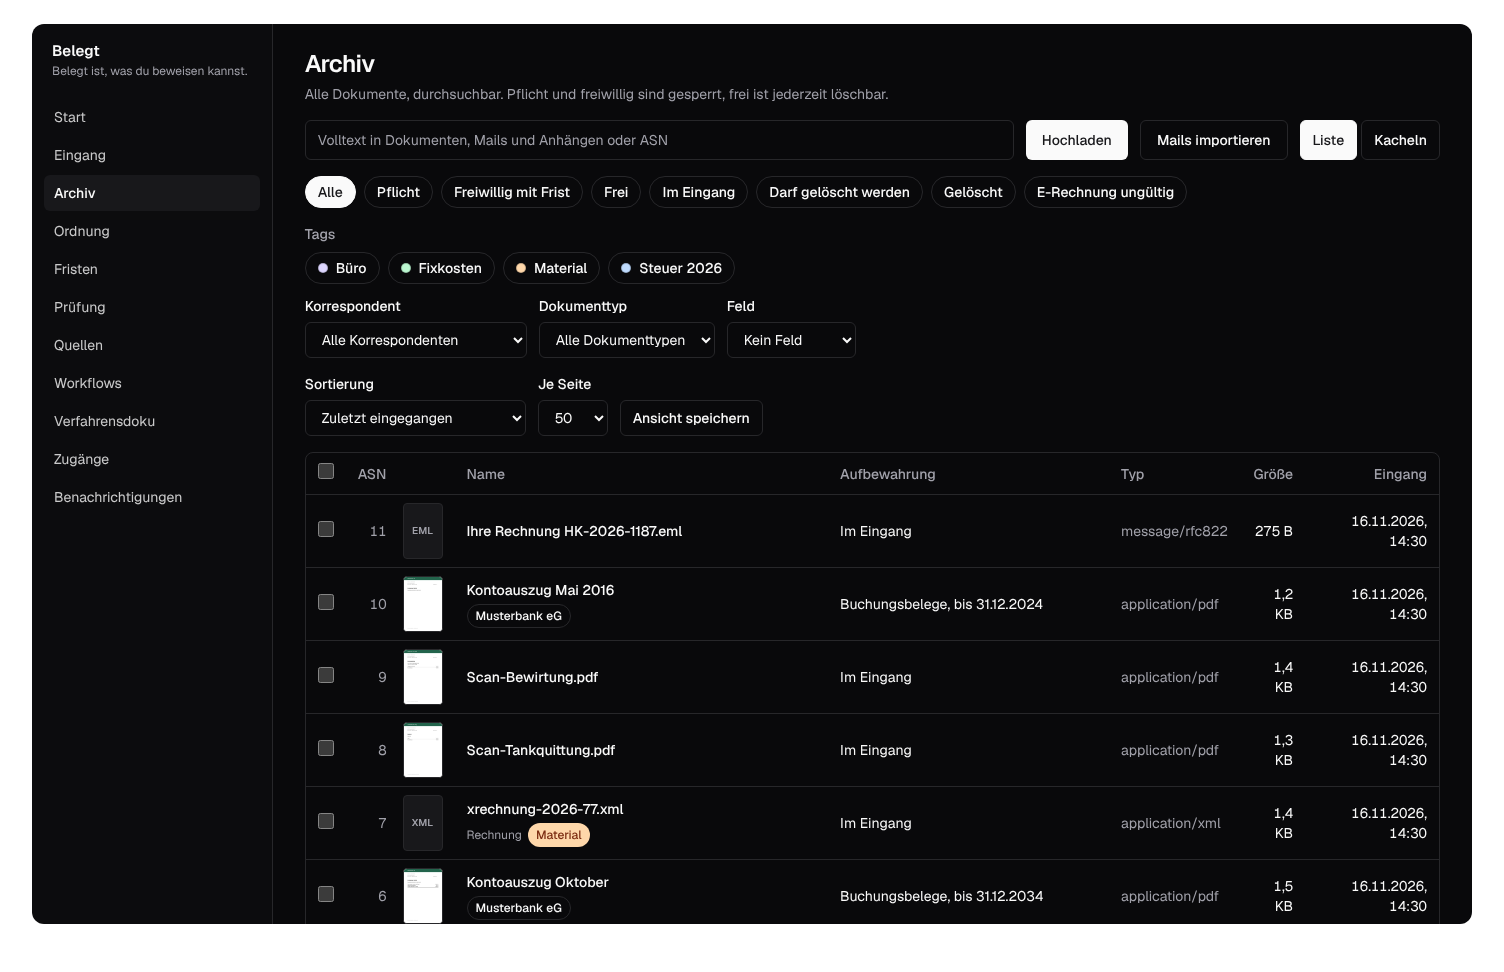 Belegt
Belegt ist, was du beweisen kannst.
Start
Eingang
Archiv
Ordnung
Fristen
Prüfung
Quellen
Workflows
Verfahrensdoku
Zugänge
Benachrichtigungen
Archiv
Alle Dokumente, durchsuchbar. Pflicht und freiwillig sind gesperrt, frei ist jederzeit löschbar.
Volltext in Dokumenten, Mails und Anhängen oder ASN
Hochladen
Mails importieren
Liste
Kacheln
Alle
Pflicht
Freiwillig mit Frist
Frei
Im Eingang
Darf gelöscht werden
Gelöscht
E-Rechnung ungültig
Tags
Büro
Fixkosten
Material
Steuer 2026
Korrespondent
Dokumenttyp
Feld
Alle Korrespondenten
Alle Dokumenttypen
Kein Feld
Sortierung
Je Seite
Zuletzt eingegangen
50
Ansicht speichern
ASN Name Aufbewahrung Typ Größe Eingang
11 EML Ihre Rechnung HK-2026-1187.eml Im Eingang message/rfc822 275 B 16.11.2026,
14:30
10 Kontoauszug Mai 2016 Buchungsbelege, bis 31.12.2024 application/pdf 1,2 16.11.2026,
Musterbank eG KB 14:30
9 Scan-Bewirtung.pdf Im Eingang application/pdf 1,4 16.11.2026,
KB 14:30
8 Scan-Tankquittung.pdf Im Eingang application/pdf 1,3 16.11.2026,
KB 14:30
7 XML xrechnung-2026-77.xml Im Eingang application/xml 1,4 16.11.2026,
Rechnung Material KB 14:30
6 Kontoauszug Oktober Buchungsbelege, bis 31.12.2034 application/pdf 1,5 16.11.2026,
Musterbank eG KB 14:30